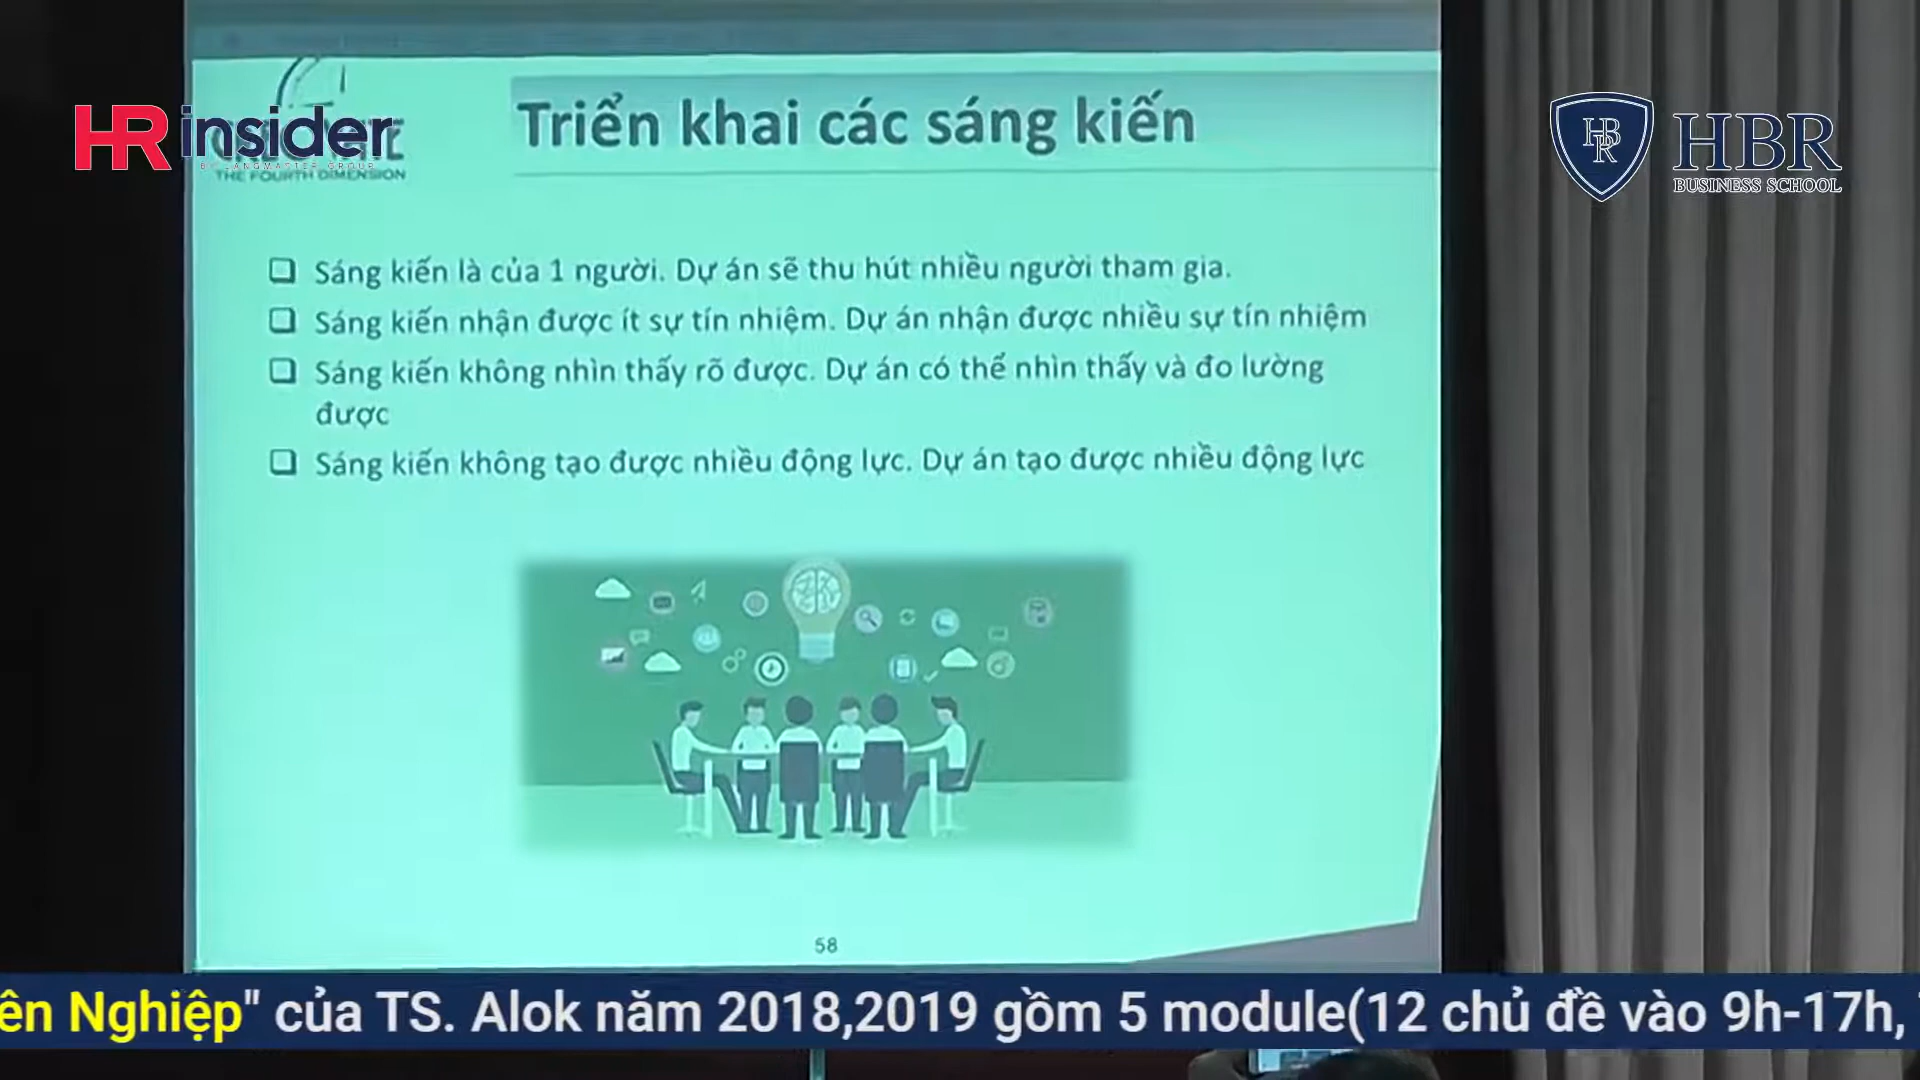 HR insider
BY LANGMASTER GROUP
THE FOURTH DIMENSION
Triển khai các sáng kiến
HBR
BUSINESS SCHOOL
HBR
❑ Sáng kiến là của 1 người. Dự án sẽ thu hút nhiều người tham gia.
❑ Sáng kiến nhận được ít sự tín nhiệm. Dự án nhận được nhiều sự tín nhiệm
❑ Sáng kiến không nhìn thấy rõ được. Dự án có thể nhìn thấy và đo lường
được
❑ Sáng kiến không tạo được nhiều động lực. Dự án tạo được nhiều động lực
58
ên Nghiệp" của TS. Alok năm 2018,2019 gồm 5 module(12 chủ đề vào 9h-17h,